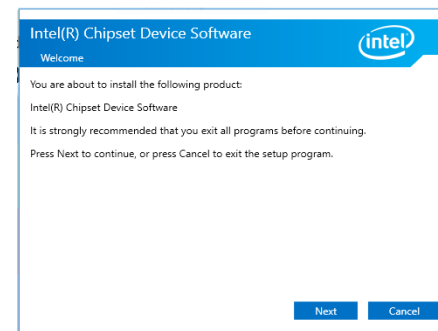 Intel(R) Chipset Device Software
intel
Welcome
You are about to install the following product:
Intel(R) Chipset Device Software
It is strongly recommended that you exit all programs before continuing.
Press Next to continue, or press Cancel to exit the setup program.
Next
Cancel